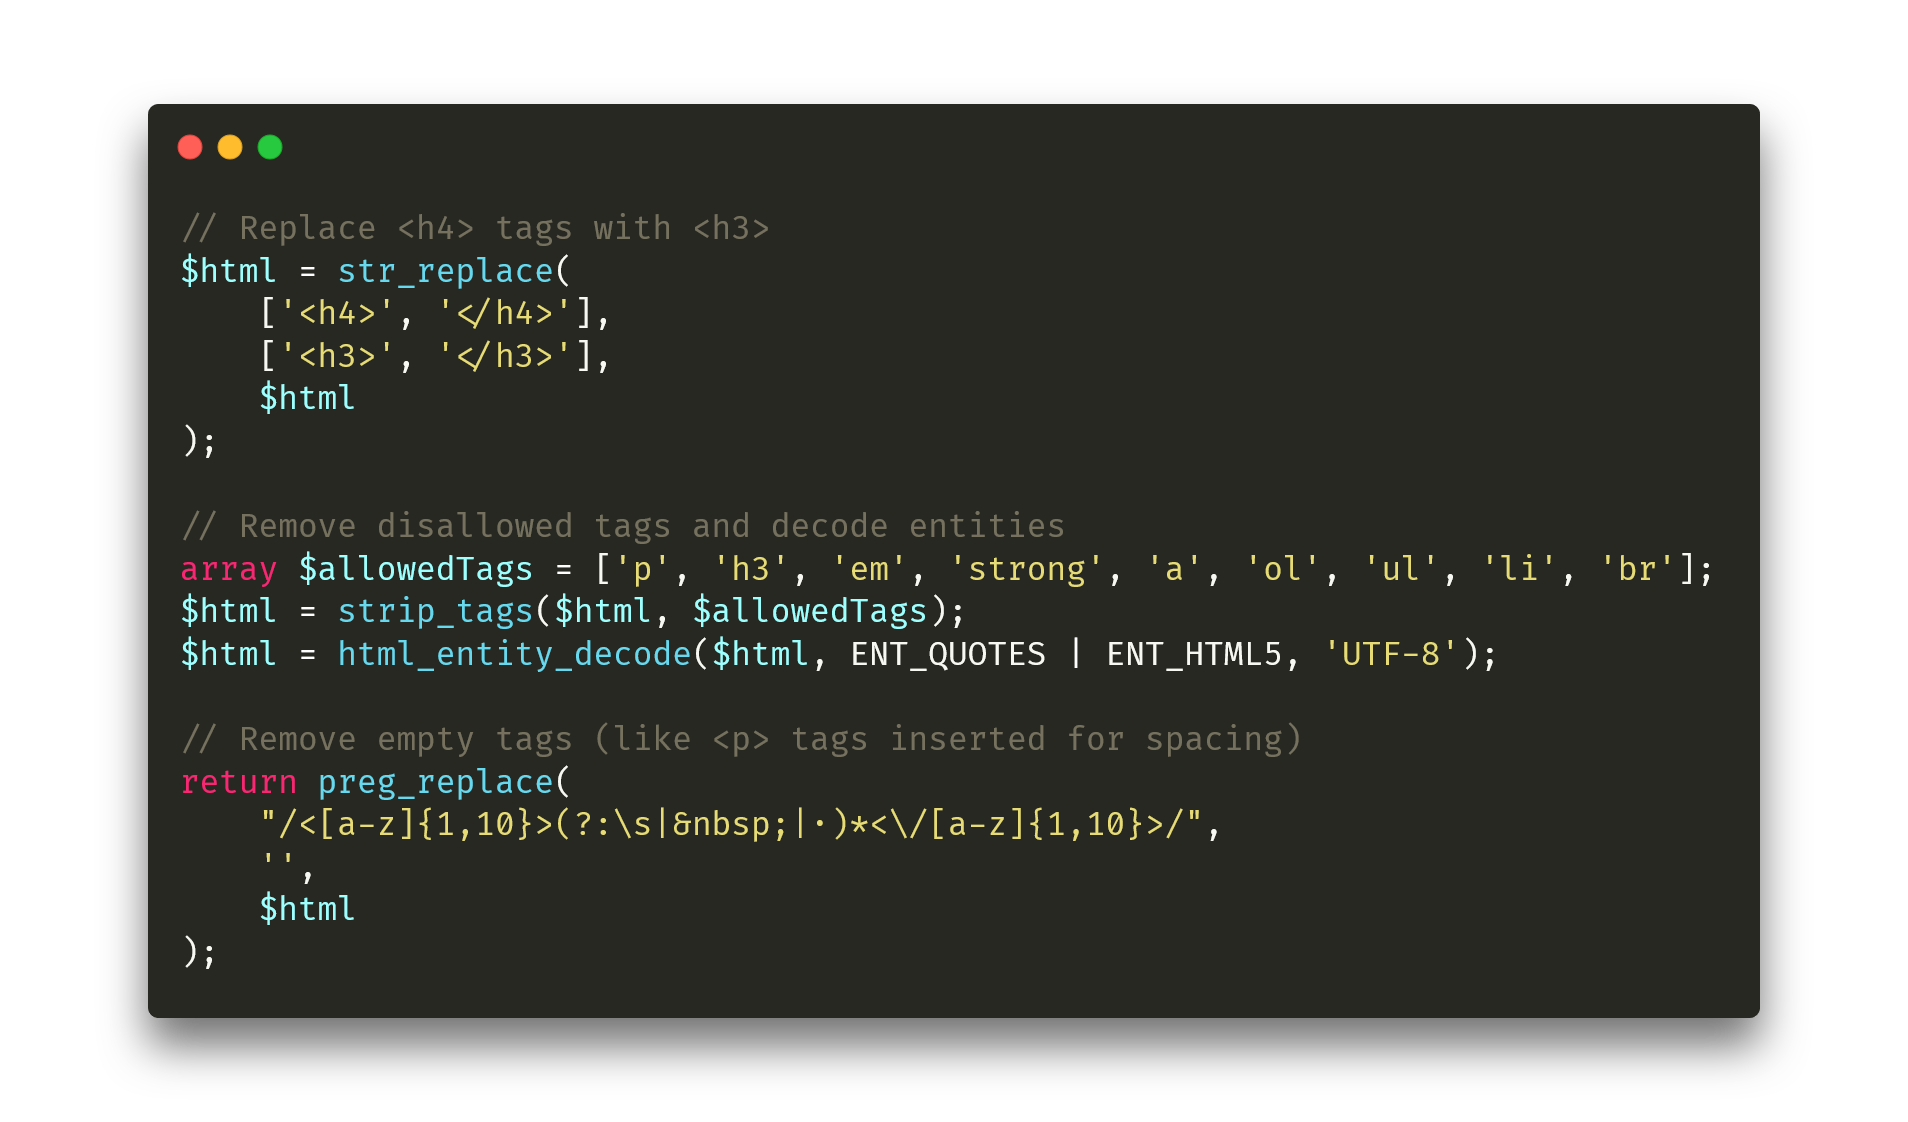 // Replace <h4> tags with <h3>
$html = str_replace(
    ['<h4>', '</h4>'],
    ['<h3>', '</h3>'],
    $html
);

// Remove disallowed tags and decode entities
array $allowedTags = ['p', 'h3', 'em', 'strong', 'a', 'ol', 'ul', 'li', 'br'];
$html = strip_tags($html, $allowedTags);
$html = html_entity_decode($html, ENT_QUOTES | ENT_HTML5, 'UTF-8');

// Remove empty tags (like <p> tags inserted for spacing)
return preg_replace(
    "/<[a-z]{1,10}>(?:\s|&nbsp;|·)*<\/[a-z]{1,10}>/",
    '',
    $html
);